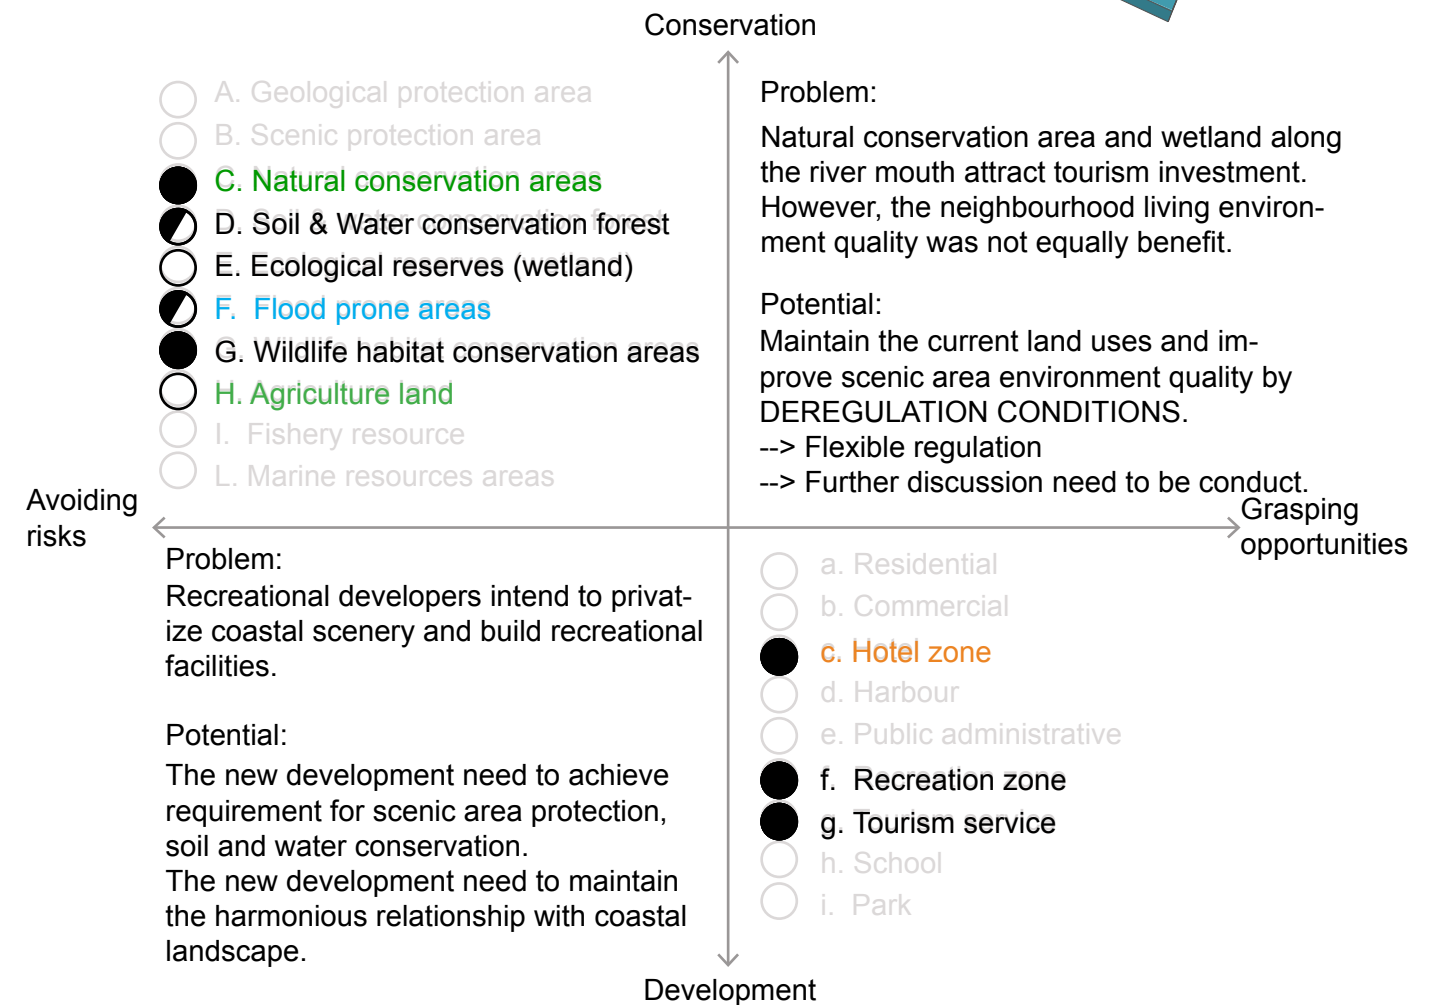 Conservation
A. Geological protection area
B. Scenic protection area
C. Natural conservation areas
D. Soil & Water conservation forest
E. Ecological reserves (wetland)
F. Flood prone areas
G. Wildlife habitat conservation areas
H. Agriculture land
I. Fishery resource
L. Marine resources areas
Problem:
Natural conservation area and wetland along
the river mouth attract tourism investment.
However, the neighbourhood living environ-
ment quality was not equally benefit.
Potential:
Maintain the current land uses and im-
prove scenic area environment quality by
DEREGULATION CONDITIONS.
--> Flexible regulation
--> Further discussion need to be conduct.
Avoiding
risks
Grasping
opportunities
Problem:
Recreational developers intend to privat-
ize coastal scenery and build recreational
facilities.
Potential:
The new development need to achieve
requirement for scenic area protection,
soil and water conservation.
The new development need to maintain
the harmonious relationship with coastal
landscape.
a. Residential
b. Commercial
c. Hotel zone
d. Harbour
e. Public administrative
f. Recreation zone
g. Tourism service
h. School
i. Park
Development